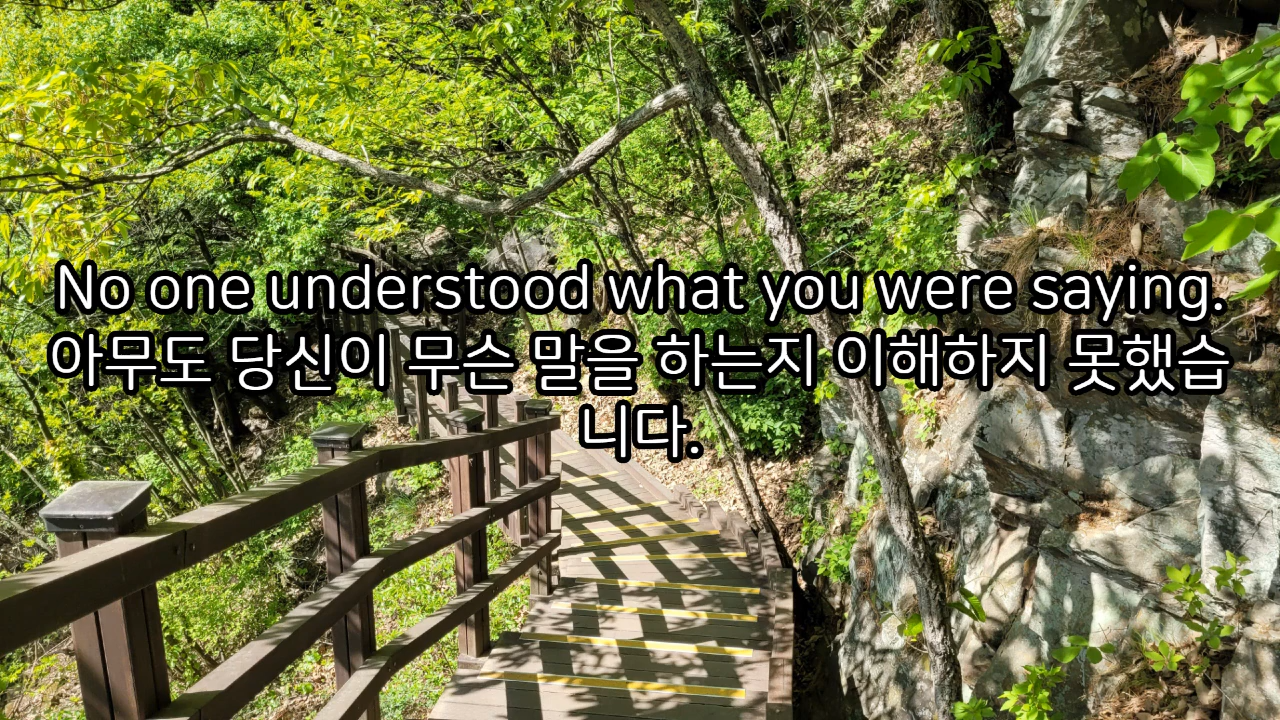 No one understood what you were saying.
아무도 당신이 무슨 말을 하는지 이해하지 못했습
니다.